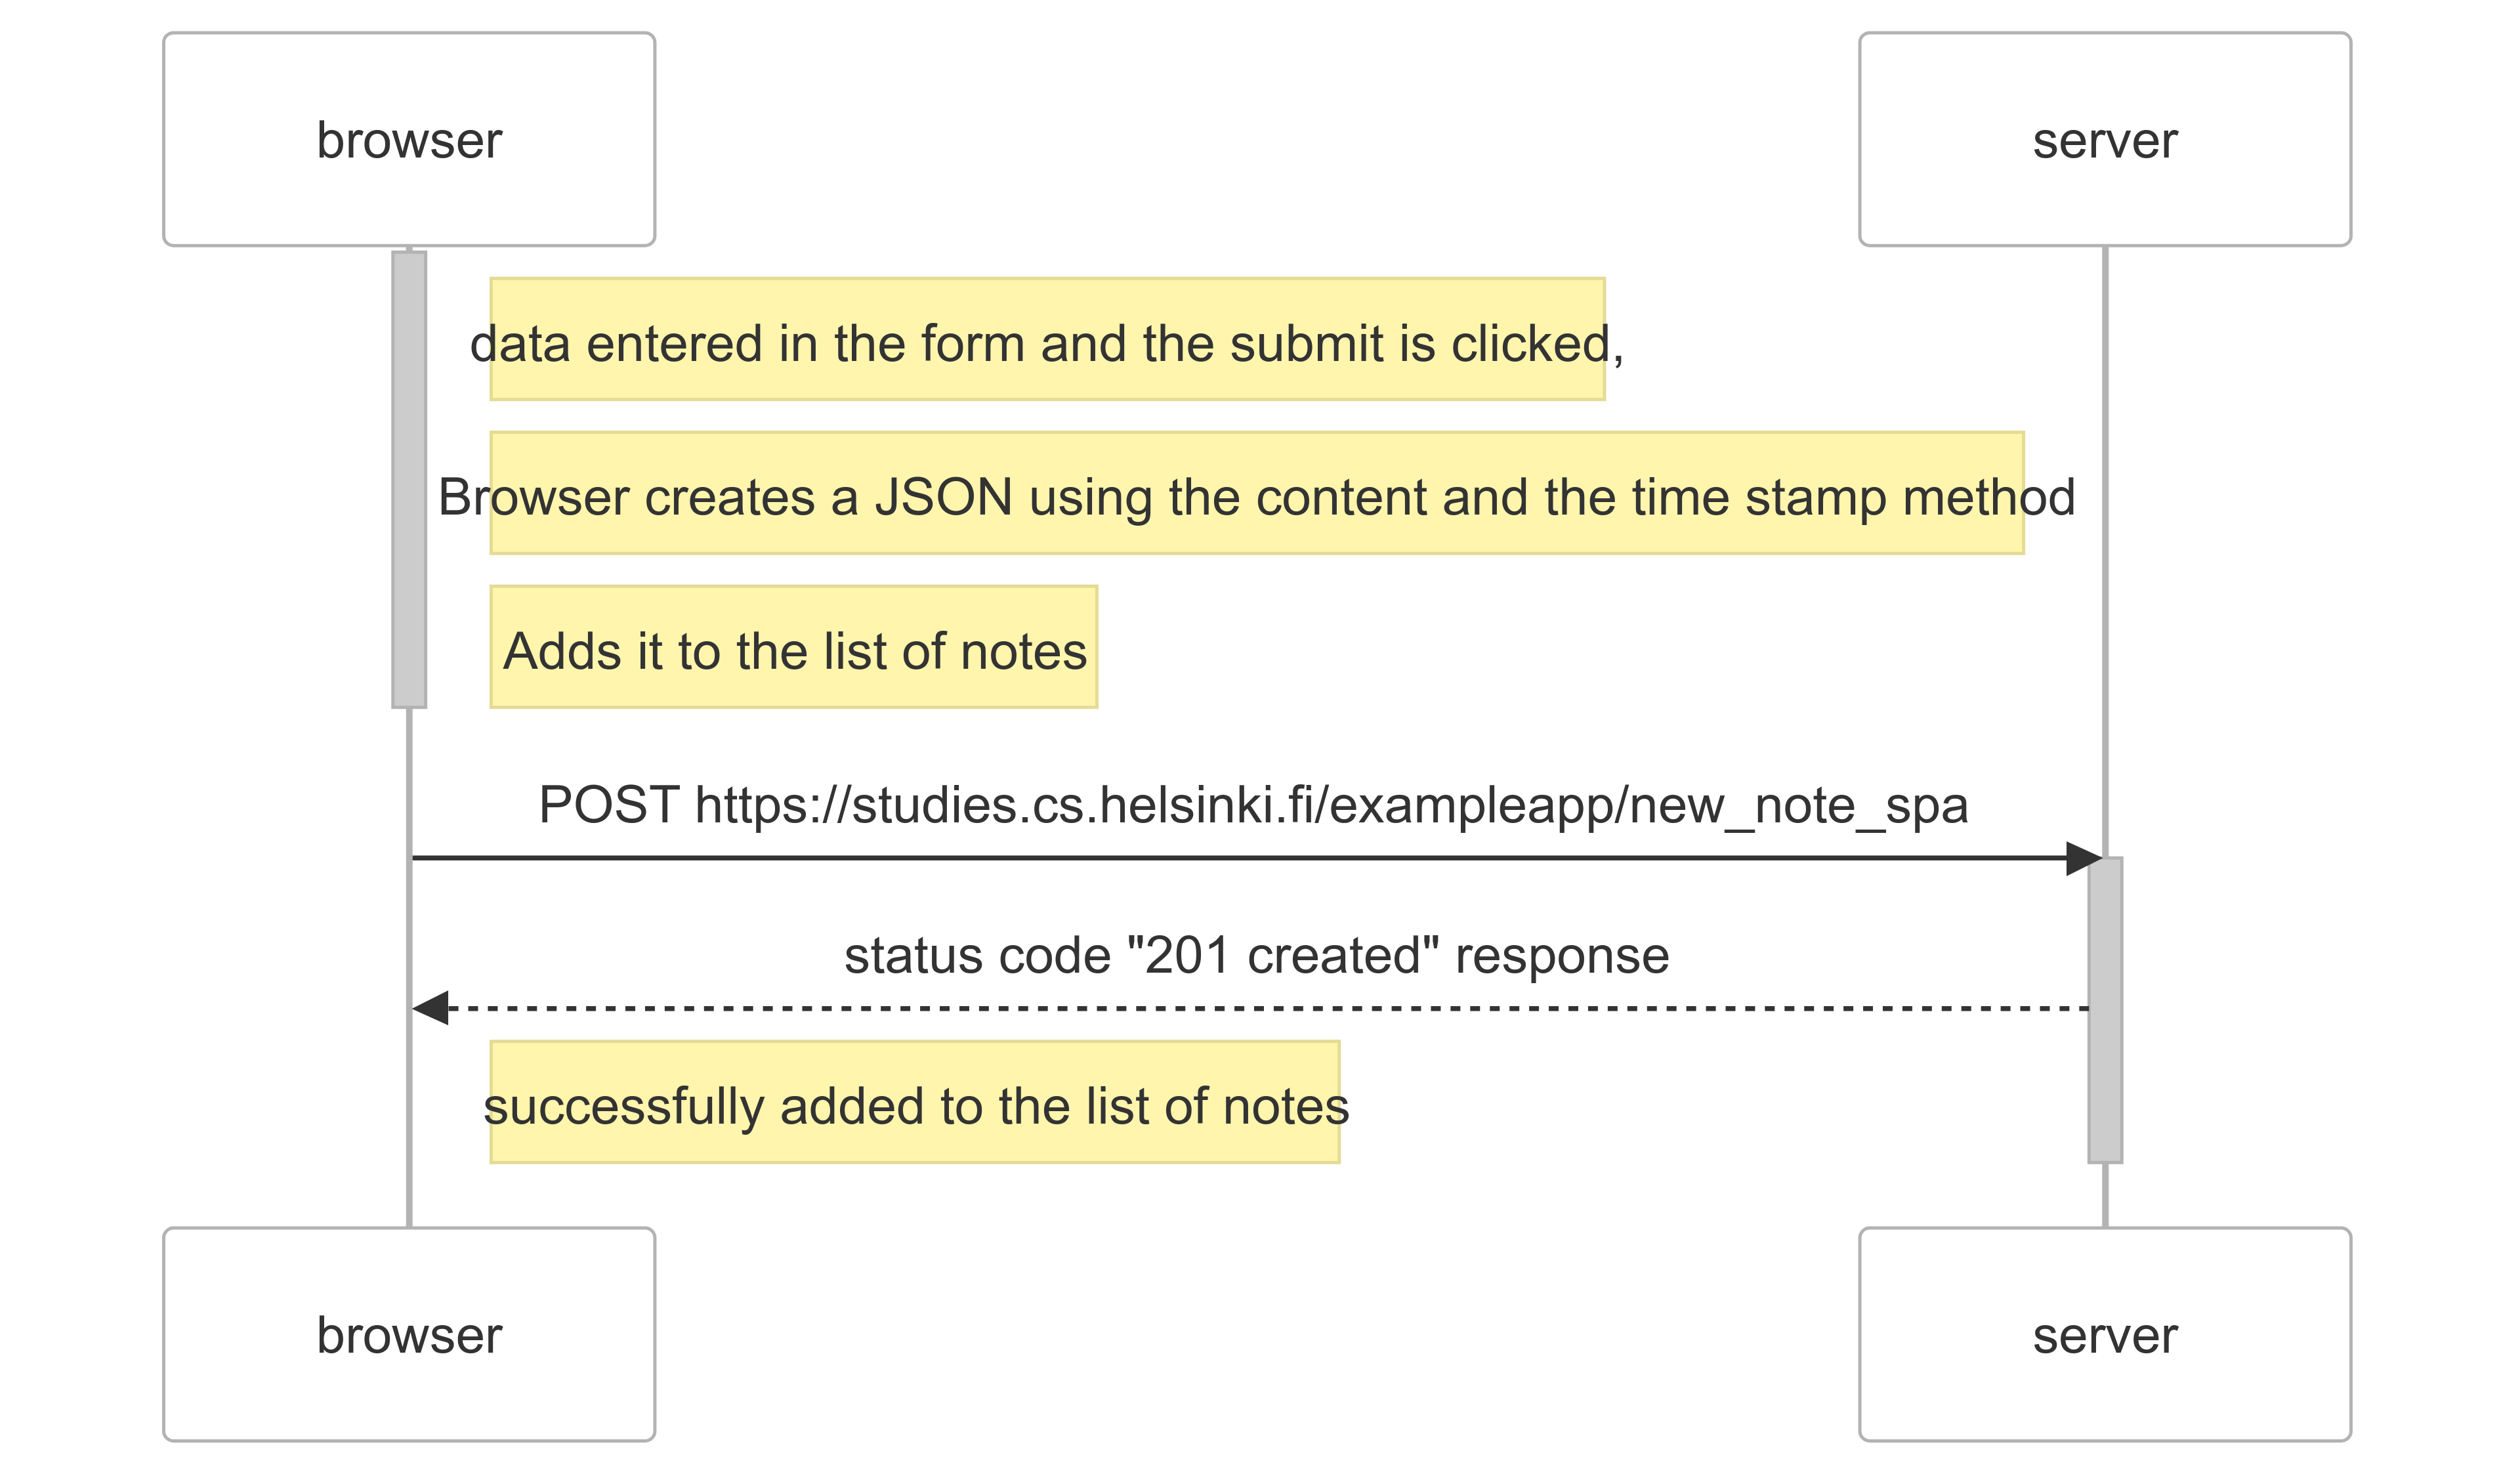 browser
server
data entered in the form and the submit is clicked,
Browser creates a JSON using the content and the time stamp method
Adds it to the list of notes
POST https://studies.cs.helsinki.fi/exampleapp/new_note_spa
status code "201 created" response
successfully added to the list of notes
browser
server